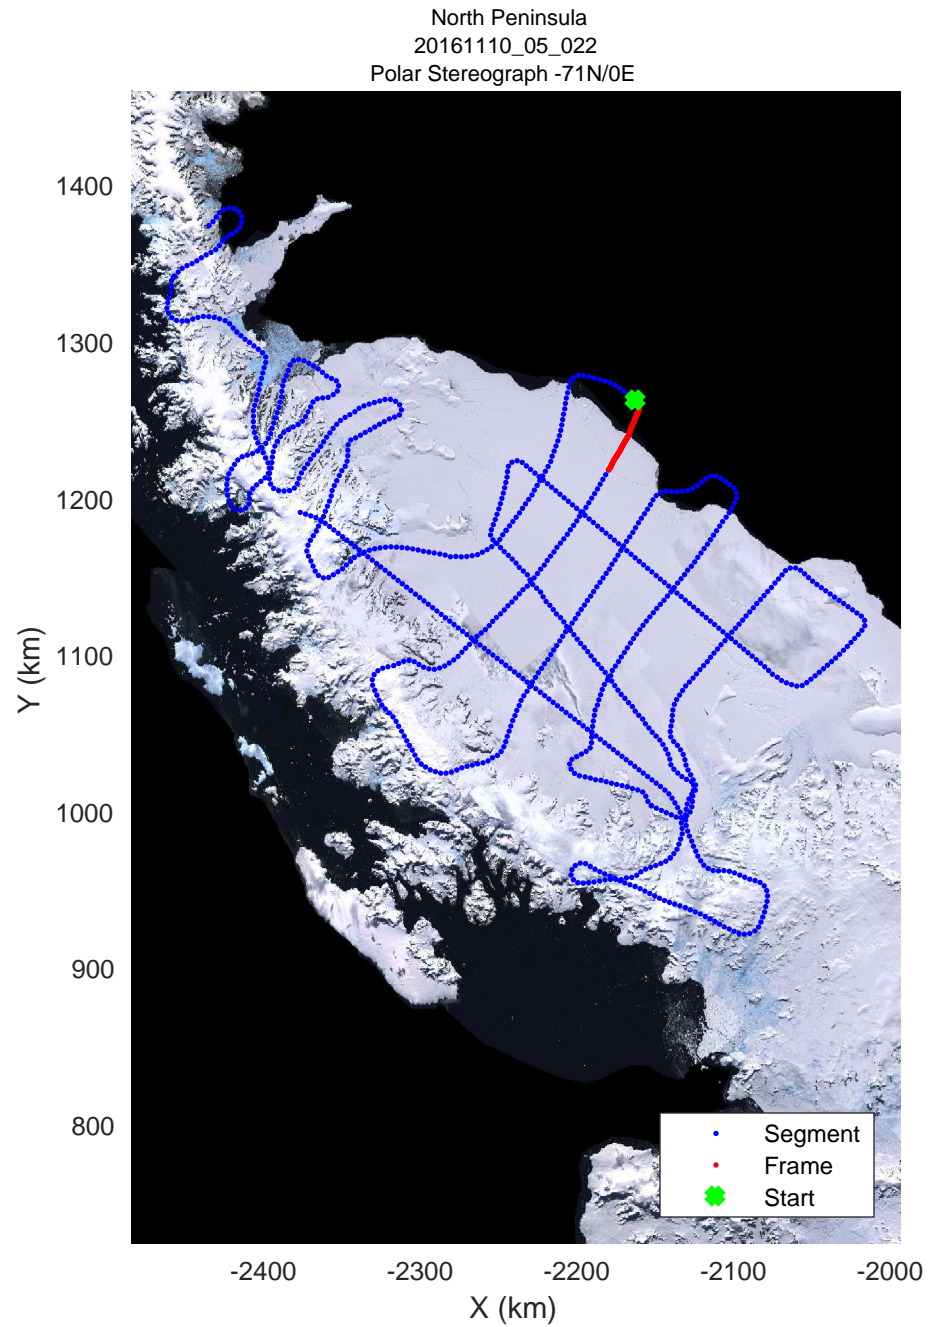 North Peninsula
20161110_05_022
Polar Stereograph -71N/0E
1400
1300
1200
1100
1000
900
800
Y (km)
Segment
Frame
Start
-2400
-2300
-2200
-2100
-2000
X (km)